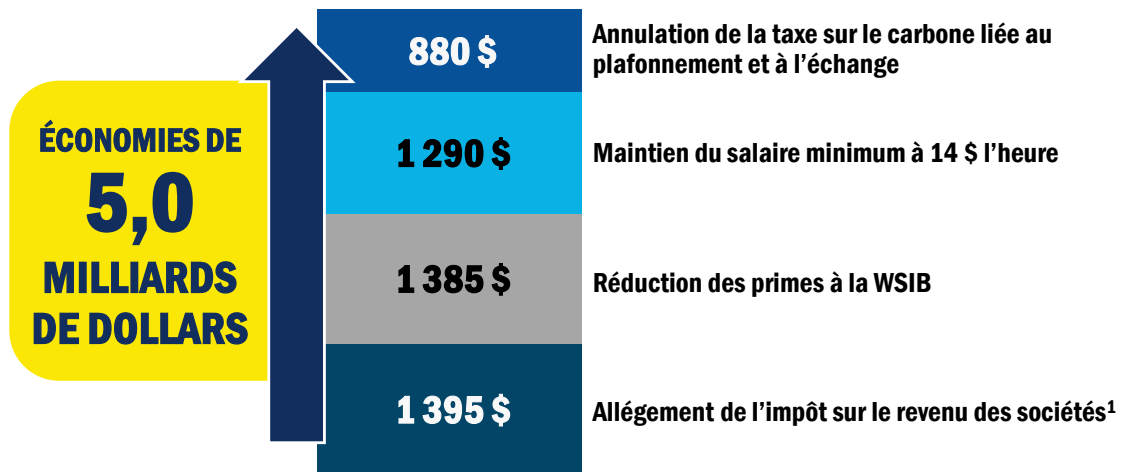 880 $
Annulation de la taxe sur le carbone liée au
plafonnement et à l’échange
ÉCONOMIES DE
5,0
MILLIARDS
DE DOLLARS
1 290 $
Maintien du salaire minimum à 14 $ l’heure
1 385 $
Réduction des primes à la WSIB
1 395 $
Allégement de l’impôt sur le revenu des sociétés¹